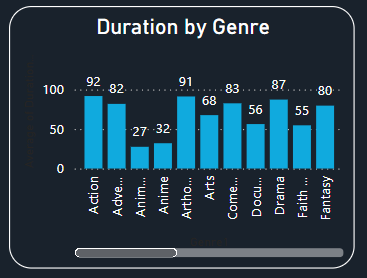 Duration by Genre
100
50
0
92
82
27
32
91
68
83
56
87
55
80
Action
Adve...
Anim...
Anime
Artho...
Arts
Come...
Docu...
Drama
Faith ...
Fantasy